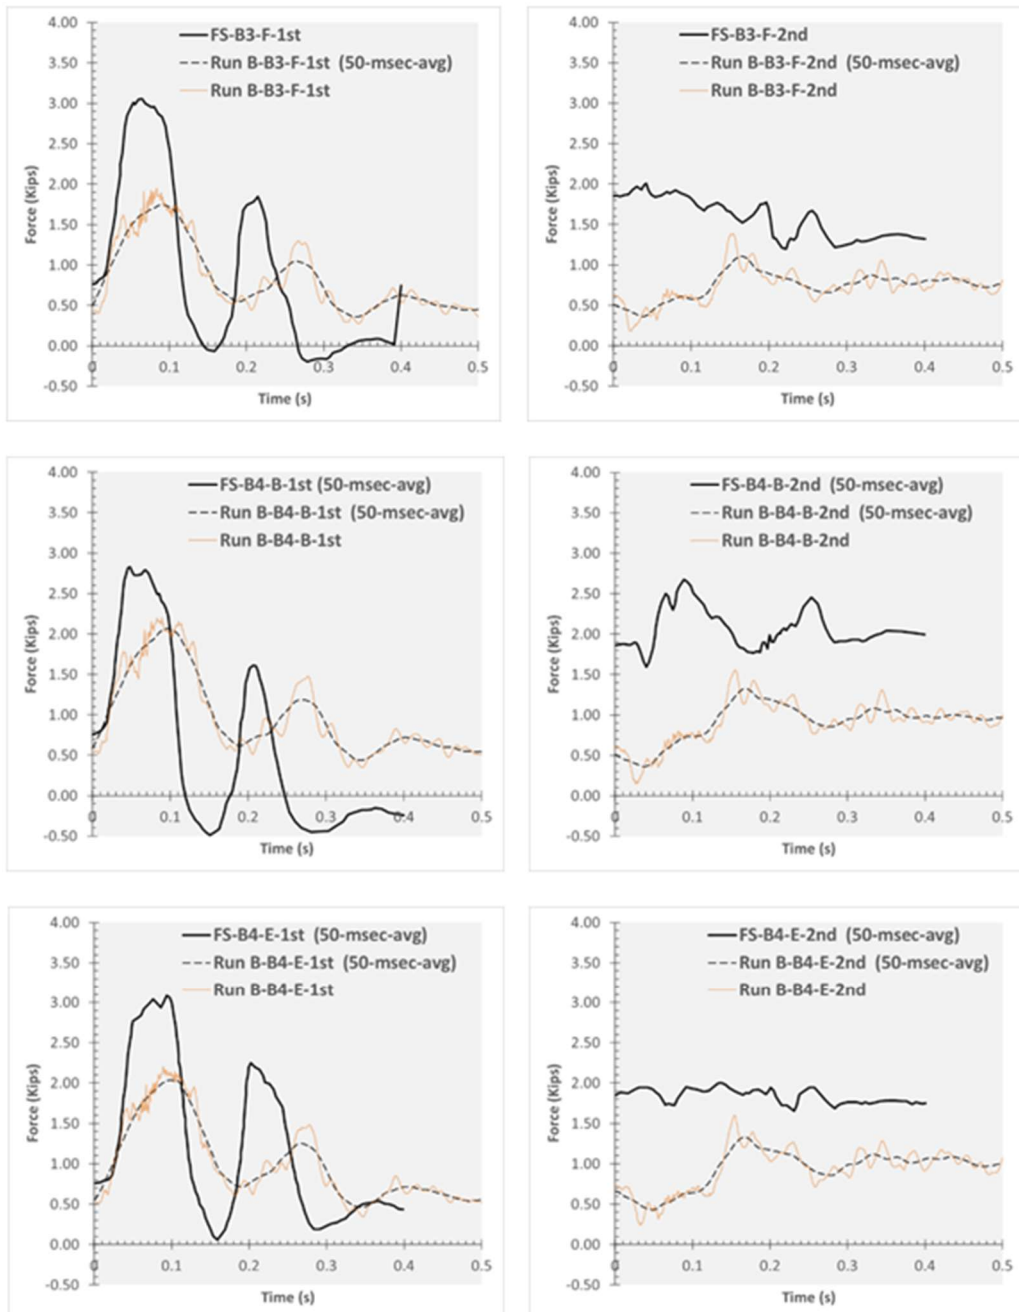 4.00
3.50
3.00
2.50
2.00
1.50
1.00
0.50
0.00
-0.50
Force (Kips)
FS-B3-F-1st
Run B-B3-F-1st (50-msec-avg)
Run B-B3-F-1st
0 0.1 0.2 0.3 0.4 0.5
Time (s)
4.00
3.50
3.00
2.50
2.00
1.50
1.00
0.50
0.00
-0.50
Force (Kips)
FS-B3-F-2nd
Run B-B3-F-2nd (50-msec-avg)
Run B-B3-F-2nd
0 0.1 0.2 0.3 0.4 0.5
Time (s)
4.00
3.50
3.00
2.50
2.00
1.50
1.00
0.50
0.00
-0.50
Force (Kips)
FS-B4-B-1st (50-msec-avg)
Run B-B4-B-1st (50-msec-avg)
Run B-B4-B-1st
0 0.1 0.2 0.3 0.4 0.5
Time (s)
4.00
3.50
3.00
2.50
2.00
1.50
1.00
0.50
0.00
-0.50
Force (Kips)
FS-B4-B-2nd (50-msec-avg)
Run B-B4-B-2nd (50-msec-avg)
Run B-B4-B-2nd
0 0.1 0.2 0.3 0.4 0.5
Time (s)
4.00
3.50
3.00
2.50
2.00
1.50
1.00
0.50
0.00
-0.50
Force (Kips)
FS-B4-E-1st (50-msec-avg)
Run B-B4-E-1st (50-msec-avg)
Run B-B4-E-1st
0 0.1 0.2 0.3 0.4 0.5
Time (s)
4.00
3.50
3.00
2.50
2.00
1.50
1.00
0.50
0.00
-0.50
Force (Kips)
FS-B4-E-2nd (50-msec-avg)
Run B-B4-E-2nd (50-msec-avg)
Run B-B4-E-2nd
0 0.1 0.2 0.3 0.4 0.5
Time (s)